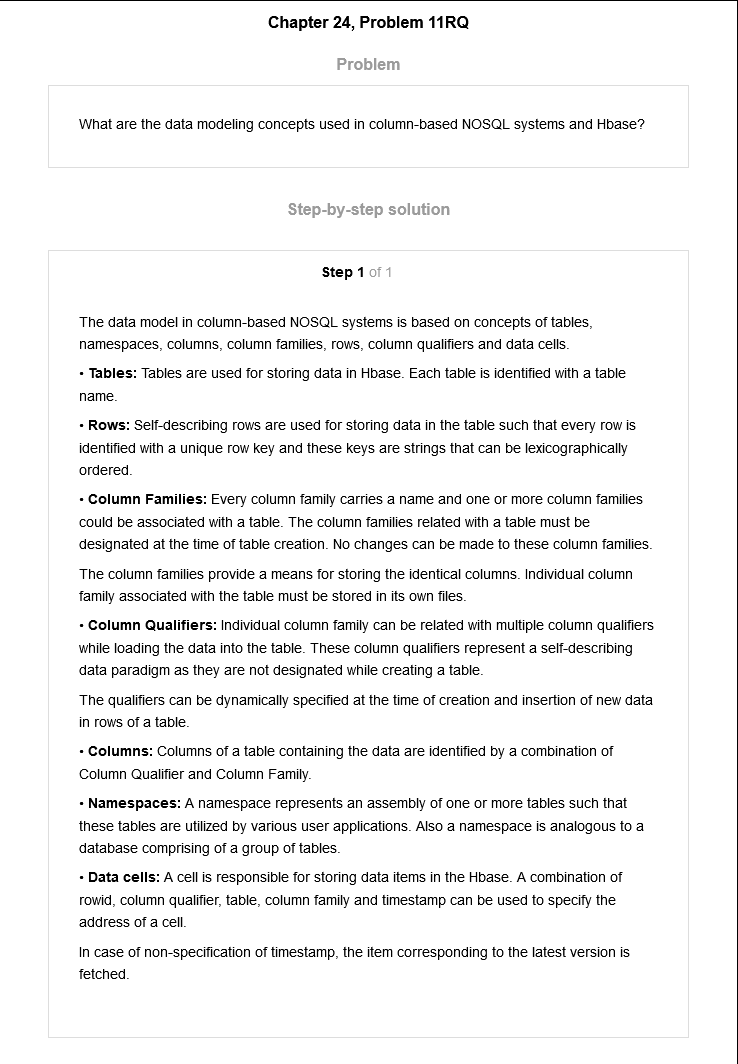 Chapter 24, Problem 11RQ
Problem
What are the data modeling concepts used in column-based NOSQL systems and Hbase?
Step-by-step solution
Step 1 of 1
The data model in column-based NOSQL systems is based on concepts of tables,
namespaces, columns, column families, rows, column qualifiers and data cells.
• Tables: Tables are used for storing data in Hbase. Each table is identified with a table
name.
• Rows: Self-describing rows are used for storing data in the table such that every row is
identified with a unique row key and these keys are strings that can be lexicographically
ordered.
• Column Families: Every column family carries a name and one or more column families
could be associated with a table. The column families related with a table must be
designated at the time of table creation. No changes can be made to these column families.
The column families provide a means for storing the identical columns. Individual column
family associated with the table must be stored in its own files.
• Column Qualifiers: Individual column family can be related with multiple column qualifiers
while loading the data into the table. These column qualifiers represent a self-describing
data paradigm as they are not designated while creating a table.
The qualifiers can be dynamically specified at the time of creation and insertion of new data
in rows of a table.
• Columns: Columns of a table containing the data are identified by a combination of
Column Qualifier and Column Family.
• Namespaces: A namespace represents an assembly of one or more tables such that
these tables are utilized by various user applications. Also a namespace is analogous to a
database comprising of a group of tables.
• Data cells: A cell is responsible for storing data items in the Hbase. A combination of
rowid, column qualifier, table, column family and timestamp can be used to specify the
address of a cell.
In case of non-specification of timestamp, the item corresponding to the latest version is
fetched.